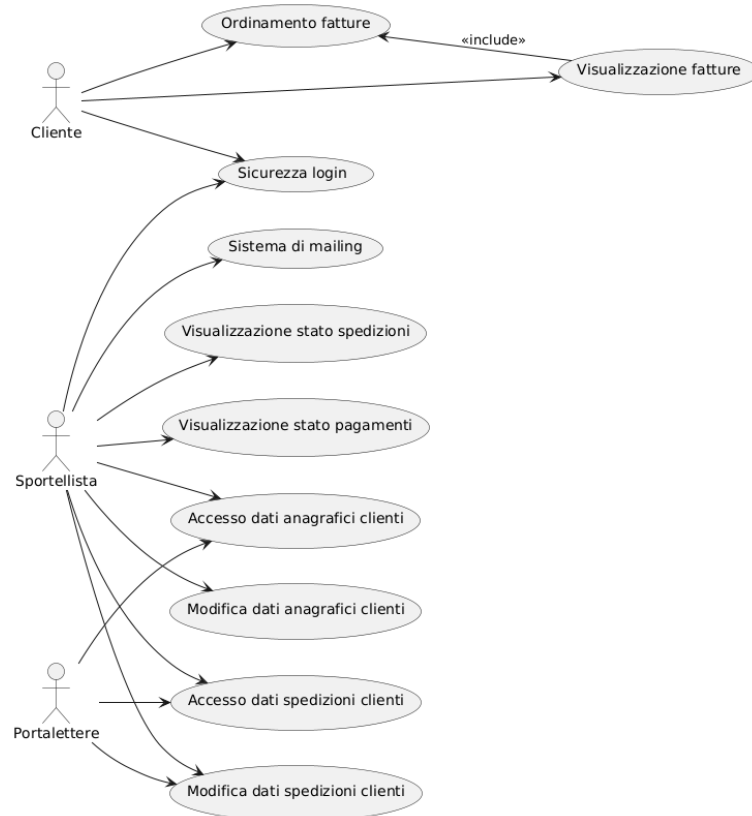 Ordinamento fatture
«include»
Visualizzazione fatture
Cliente
Sicurezza login
Sistema di mailing
Visualizzazione stato spedizioni
Visualizzazione stato pagamenti
Sportellista
Accesso dati anagrafici clienti
Modifica dati anagrafici clienti
Accesso dati spedizioni clienti
Portalettere
Modifica dati spedizioni clienti